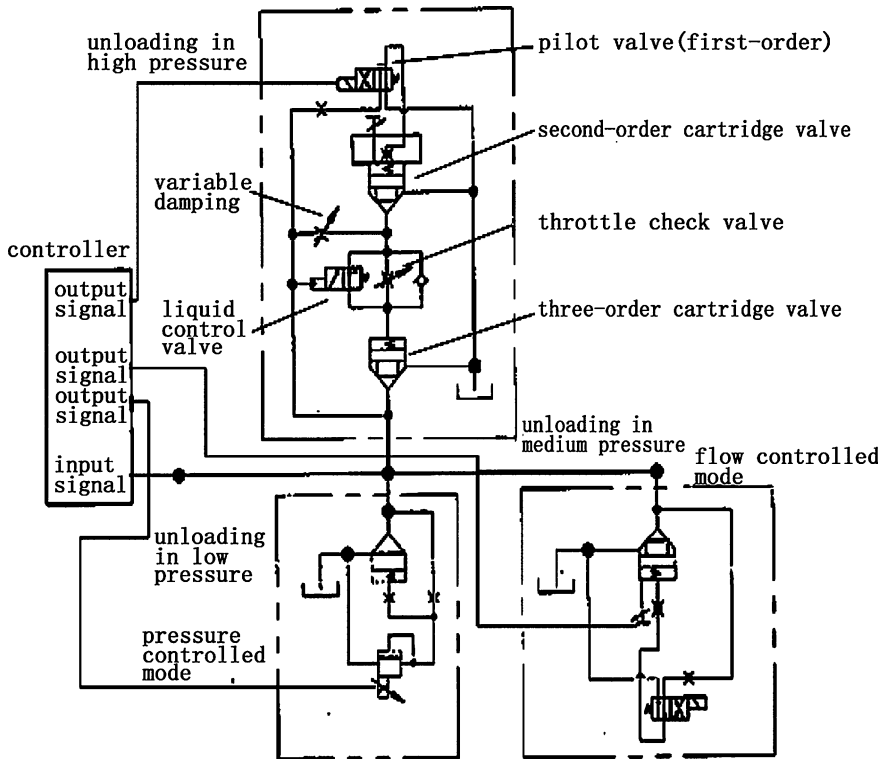 unloading in
high pressure
pilot valve(first-order)
second-order cartridge valve
variable
damping
throttle check valve
controller
output
signal
liquid
control
valve
three-order cartridge valve
output
signal
output
signal
unloading in
medium pressure
flow controlled
mode
input
signal
unloading
in low
pressure
pressure
controlled
mode